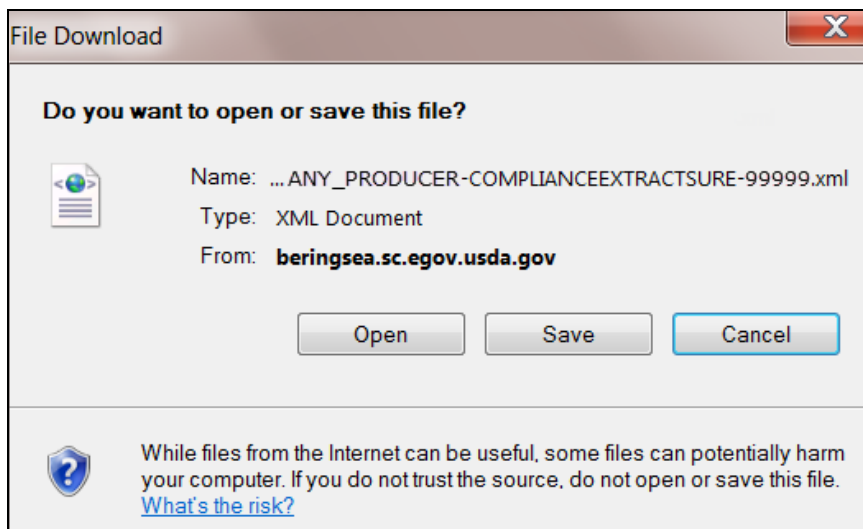 File Download
X
Do you want to open or save this file?
Name: ...ANY_PRODUCER-COMPLIANCEEXTRACTSURE-99999.xml
Type: XML Document
From: beringsea.sc.egov.usda.gov
Open Save Cancel
While files from the Internet can be useful, some files can potentially harm
your computer. If you do not trust the source, do not open or save this file.
What's the risk?